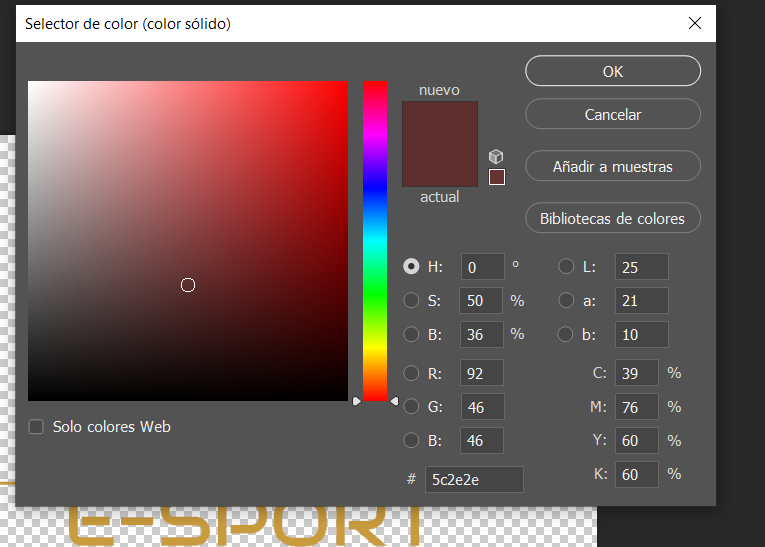 Selector de color (color sólido)
nuevo
actual
OK
Cancelar
Añadir a muestras
Bibliotecas de colores
H: 0 °
S: 50 %
B: 36 %
R: 92
G: 46
B: 46
# 5c2e2e
L: 25
a: 21
b: 10
C: 39 %
M: 76 %
Y: 60 %
K: 60 %
Solo colores Web
E-SPORT